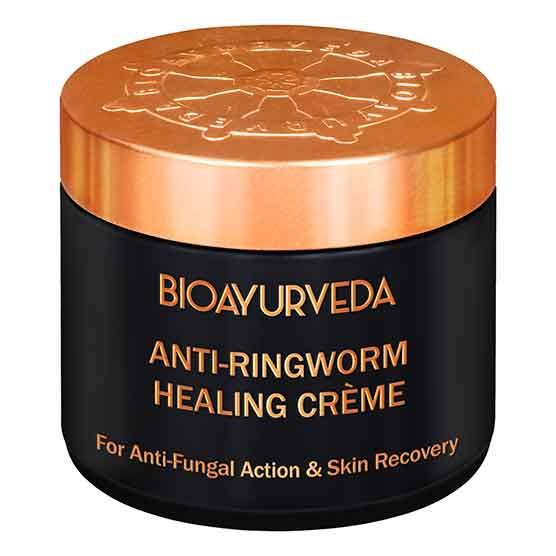 BIOAYURVEDA
ANTI-RINGWORM
HEALING CRÈME
For Anti-Fungal Action & Skin Recovery